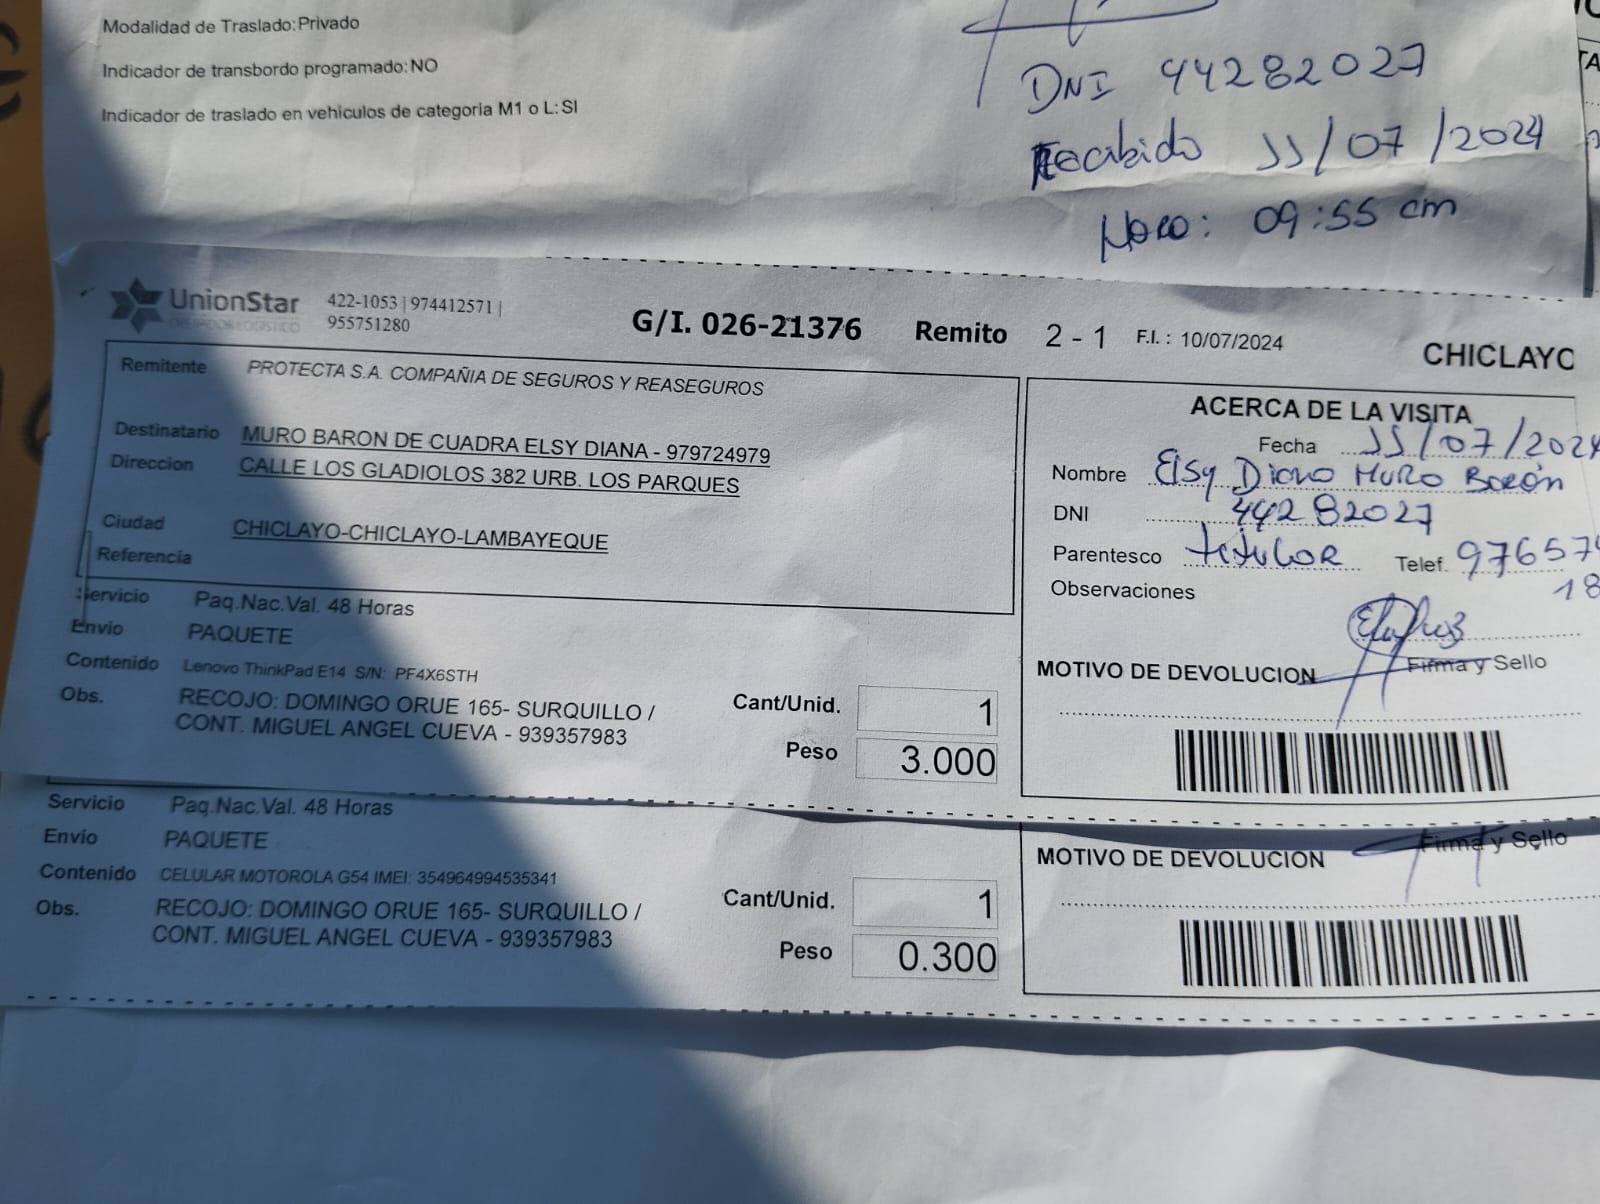 Modalidad de Traslado: Privado
Indicador de transbordo programado: NO
Indicador de traslado en vehículos de categoria M1 o L: SI
DNI 44282027
Recibido 11/07/2024
Hora: 09:55 am
UnionStar
OPERADOR LOGISTICO
422-1053 | 974412571 |
955751280
G/I. 026-21376 Remito 2 - 1 F.I. : 10/07/2024
CHICLAYO
Remitente PROTECTA S.A. COMPAÑIA DE SEGUROS Y REASEGUROS
Destinatario MURO BARON DE CUADRA ELSY DIANA - 979724979
Direccion CALLE LOS GLADIOLOS 382 URB. LOS PARQUES
Ciudad CHICLAYO-CHICLAYO-LAMBAYEQUE
Referencia
Servicio Paq.Nac.Val. 48 Horas
Envio PAQUETE
Contenido Lenovo ThinkPad E14 S/N: PF4X6STH
Obs. RECOJO: DOMINGO ORUE 165- SURQUILLO /
CONT. MIGUEL ANGEL CUEVA - 939357983
Cant/Unid. 1
Peso 3.000
ACERCA DE LA VISITA
Fecha 11/07/2024
Nombre Elsy Diana Muro Barón
DNI 44282027
Parentesco titular Telef. 976574
18
Observaciones
Firma y Sello
MOTIVO DE DEVOLUCION
Servicio Paq.Nac.Val. 48 Horas
Envio PAQUETE
Contenido CELULAR MOTOROLA G54 IMEI: 354964994535341
Obs. RECOJO: DOMINGO ORUE 165- SURQUILLO /
CONT. MIGUEL ANGEL CUEVA - 939357983
Cant/Unid. 1
Peso 0.300
Firma y Sello
MOTIVO DE DEVOLUCION